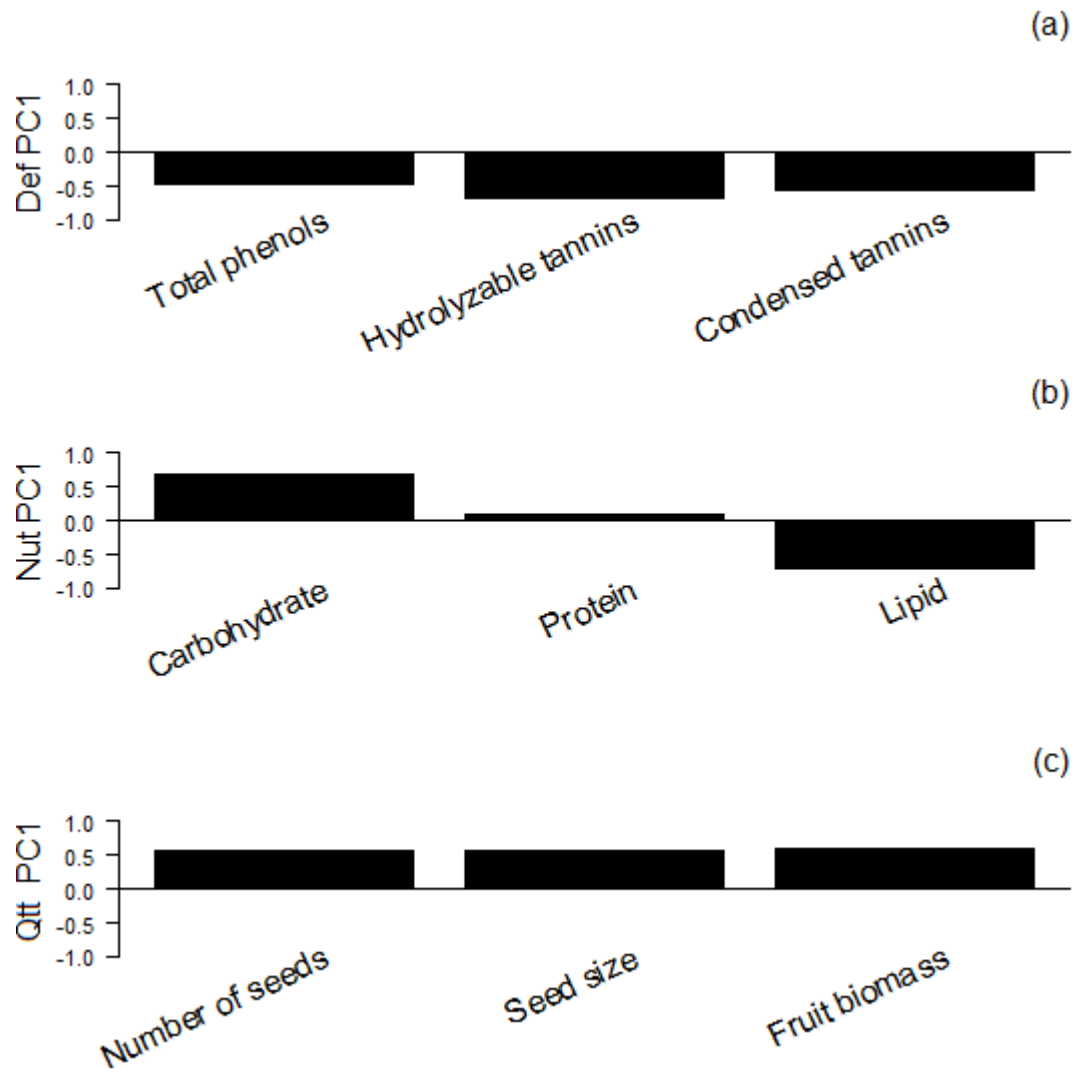 (a)
Def PC1
1.0
0.5
0.0
-0.5
-1.0
Total phenols
Hydrolyzable tannins
Condensed tannins
(b)
Nut PC1
1.0
0.5
0.0
-0.5
-1.0
Carbohydrate
Protein
Lipid
(c)
Qtt PC1
1.0
0.5
0.0
-0.5
-1.0
Number of seeds
Seed size
Fruit biomass